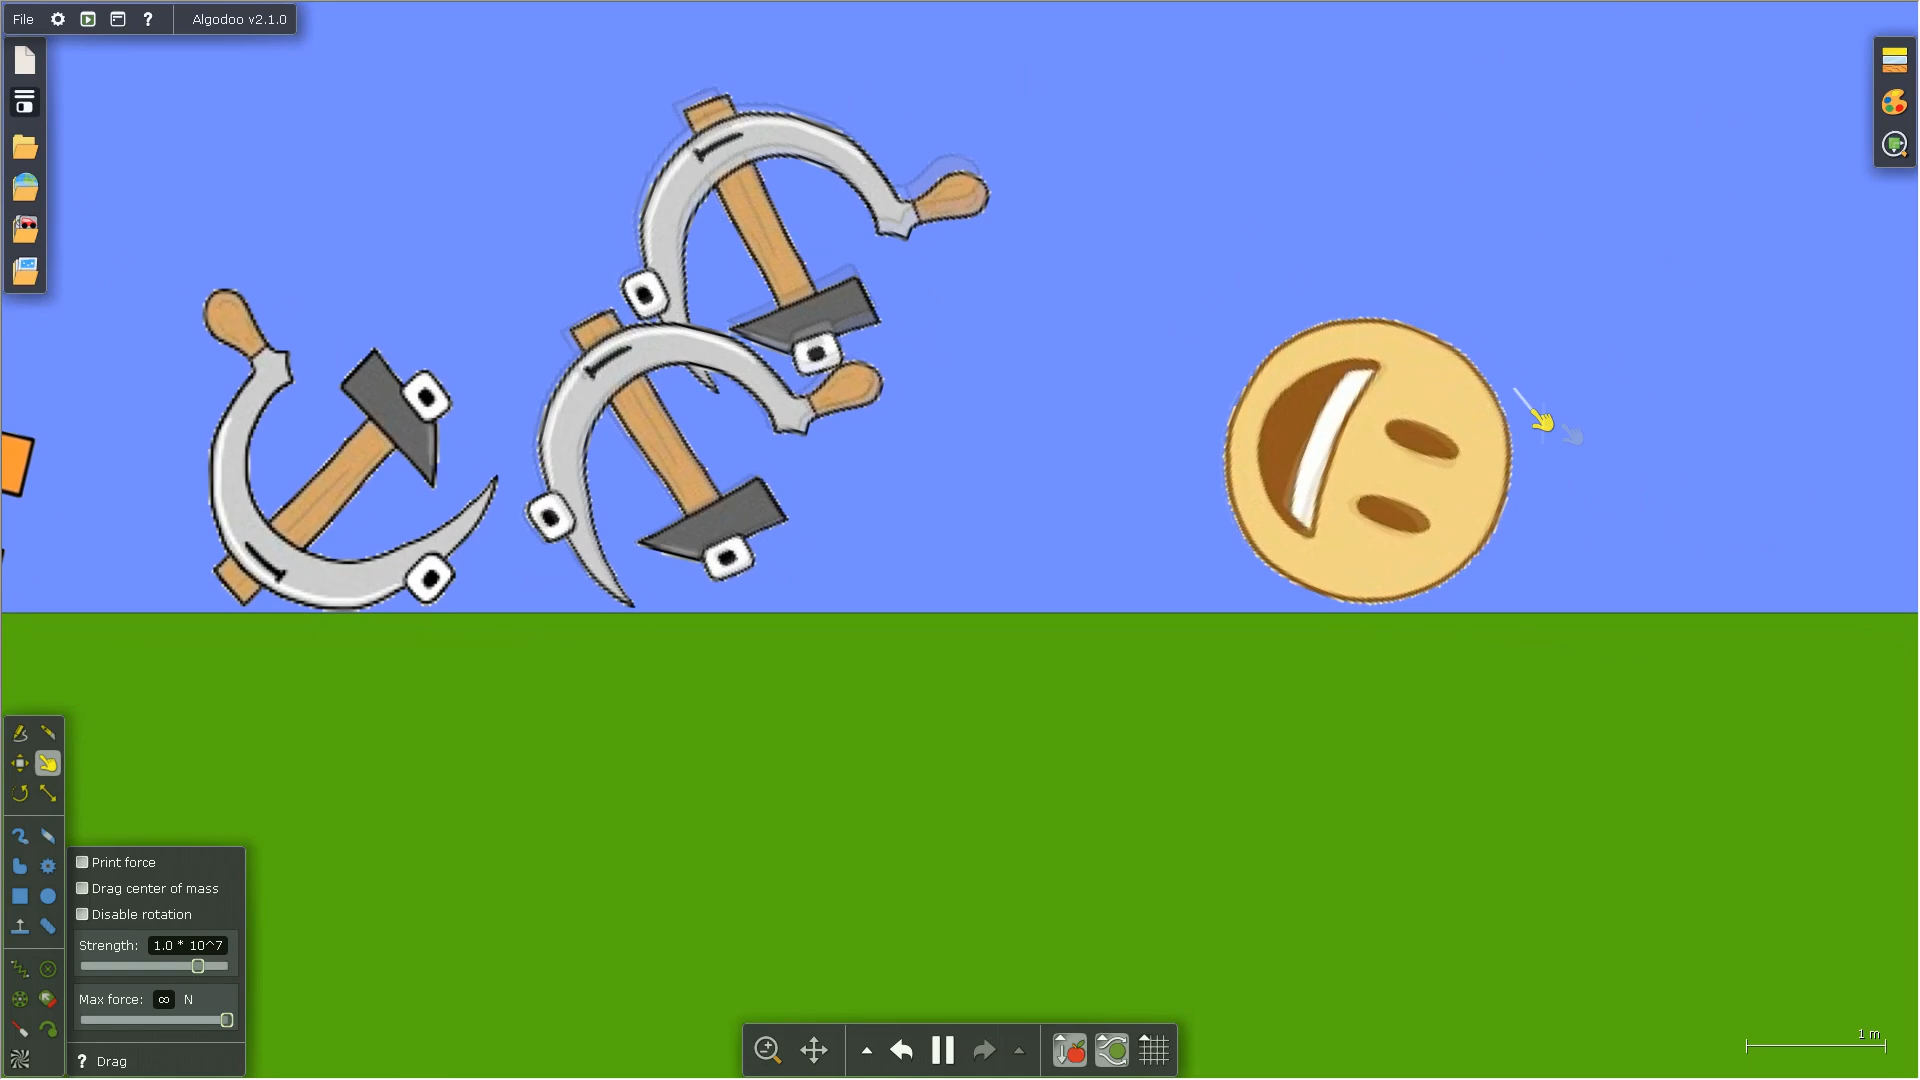 File ? Algodoo v2.1.0
Print force
Drag center of mass
Disable rotation
Strength: 1.0 * 10^7
Max force: ∞ N
? Drag
1 m